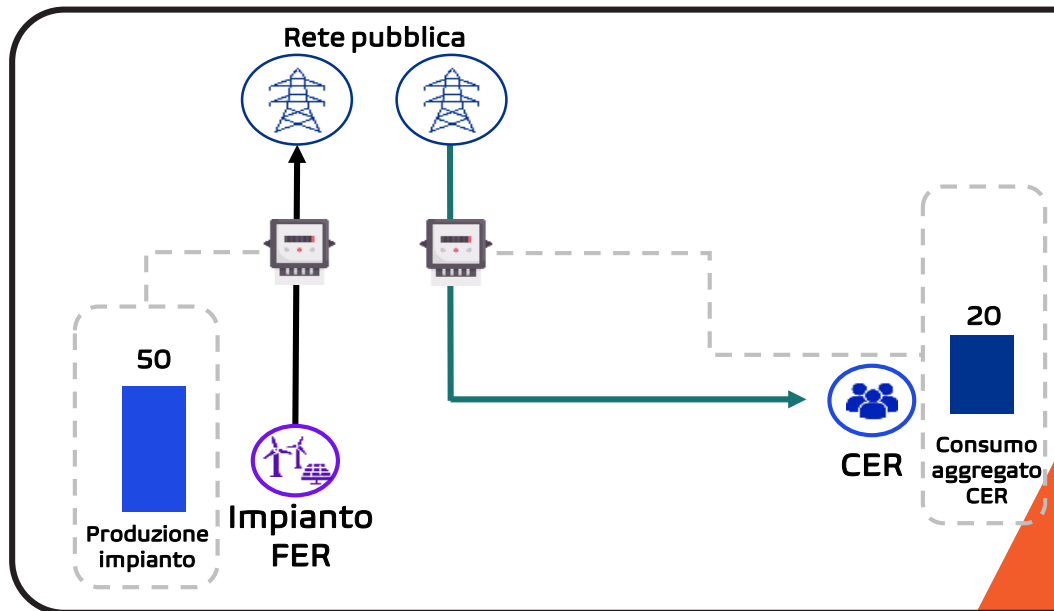 Rete pubblica
50
Produzione
impianto
Impianto
FER
CER
20
Consumo
aggregato
CER